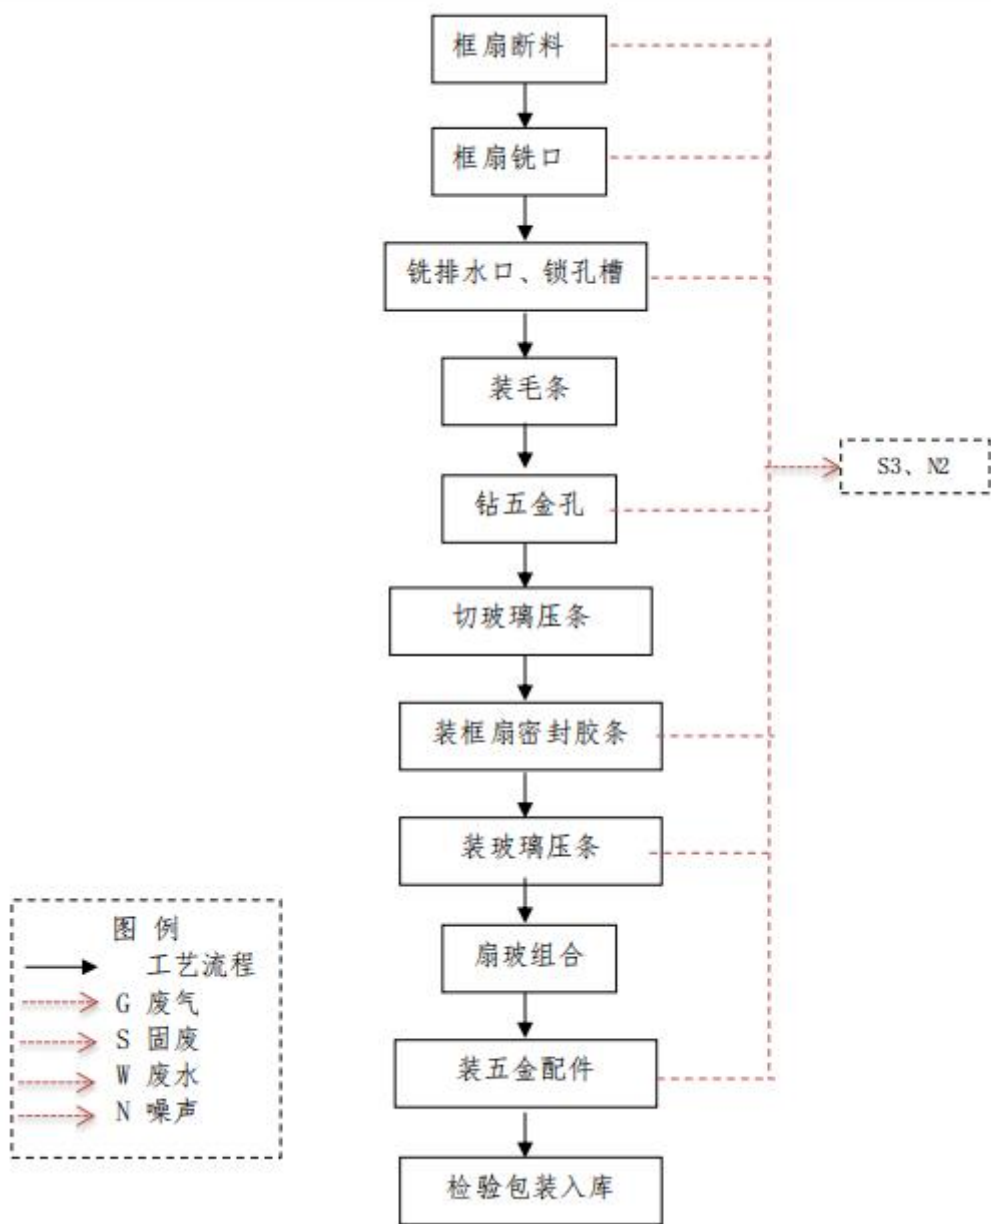 框扇断料
框扇铣口
铣排水口、锁孔槽
装毛条
钻五金孔
S3、N2
切玻璃压条
装框扇密封胶条
装玻璃压条
扇玻组合
装五金配件
检验包装入库
图 例
工艺流程
G 废气
S 固废
W 废水
N 噪声